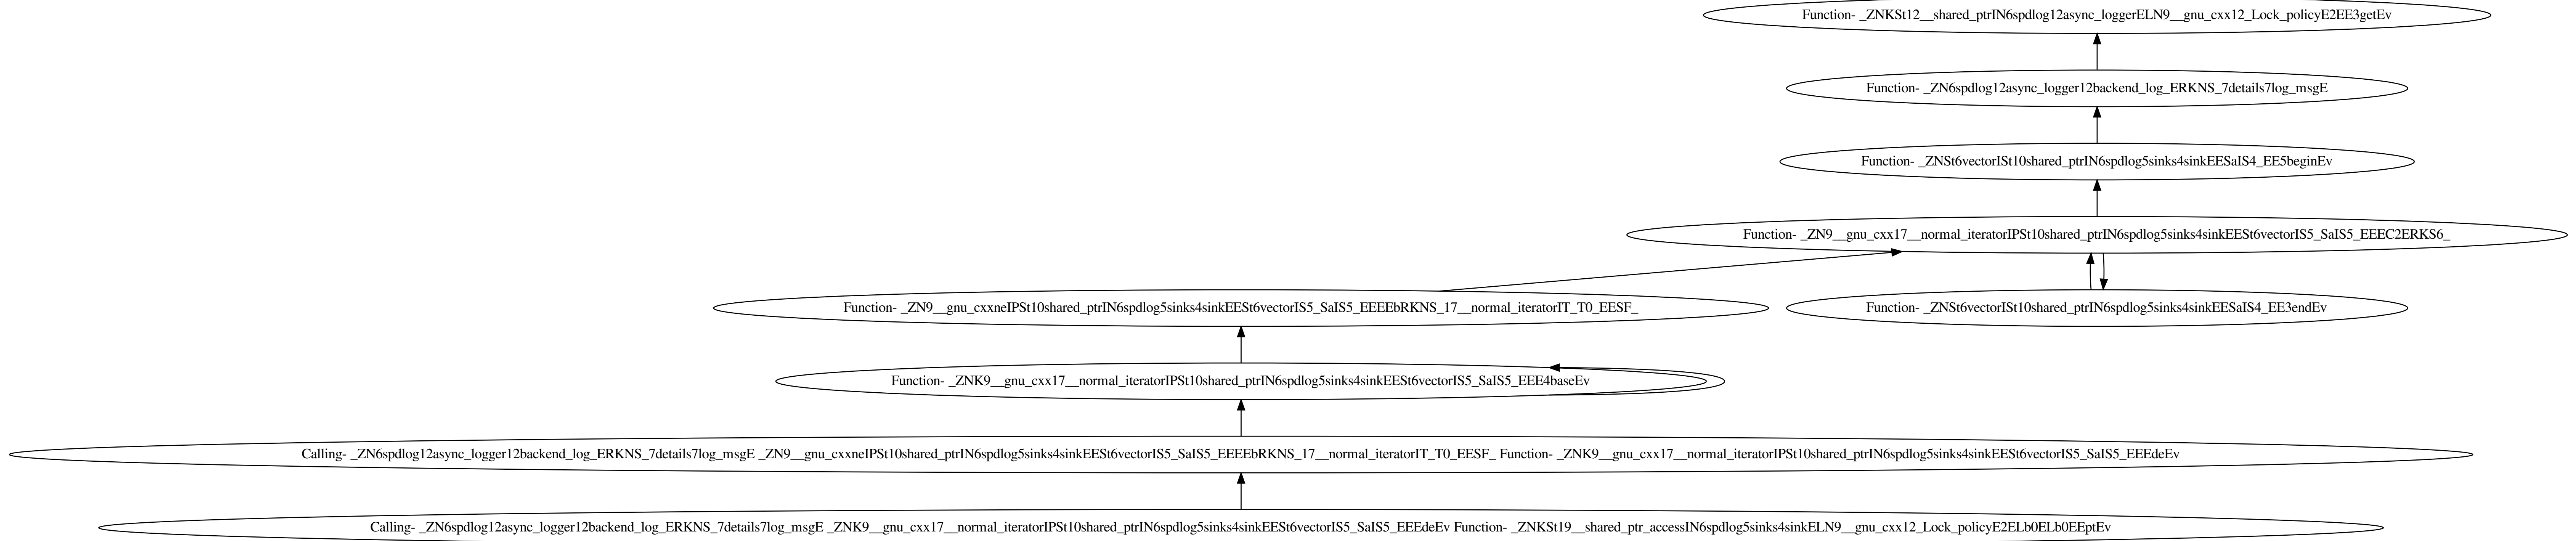 Function- _ZNKSt12__shared_ptrIN6spdlog12async_loggerELN9__gnu_cxx12_Lock_policyE2EE3getEv
Function- _ZN6spdlog12async_logger12backend_log_ERKNS_7details7log_msgE
Function- _ZNSt6vectorISt10shared_ptrIN6spdlog5sinks4sinkEESaIS4_EE5beginEv
Function- _ZN9__gnu_cxx17__normal_iteratorIPSt10shared_ptrIN6spdlog5sinks4sinkEESt6vectorIS5_SaIS5_EEEC2ERKS6_
Function- _ZN9__gnu_cxxneIPSt10shared_ptrIN6spdlog5sinks4sinkEESt6vectorIS5_SaIS5_EEEEbRKNS_17__normal_iteratorIT_T0_EESF_
Function- _ZNSt6vectorISt10shared_ptrIN6spdlog5sinks4sinkEESaIS4_EE3endEv
Function- _ZNK9__gnu_cxx17__normal_iteratorIPSt10shared_ptrIN6spdlog5sinks4sinkEESt6vectorIS5_SaIS5_EEE4baseEv
Calling- _ZN6spdlog12async_logger12backend_log_ERKNS_7details7log_msgE _ZN9__gnu_cxxneIPSt10shared_ptrIN6spdlog5sinks4sinkEESt6vectorIS5_SaIS5_EEEEbRKNS_17__normal_iteratorIT_T0_EESF_ Function- _ZNK9__gnu_cxx17__normal_iteratorIPSt10shared_ptrIN6spdlog5sinks4sinkEESt6vectorIS5_SaIS5_EEEdeEv
Calling- _ZN6spdlog12async_logger12backend_log_ERKNS_7details7log_msgE _ZNK9__gnu_cxx17__normal_iteratorIPSt10shared_ptrIN6spdlog5sinks4sinkEESt6vectorIS5_SaIS5_EEEdeEv Function- _ZNKSt19__shared_ptr_accessIN6spdlog5sinks4sinkELN9__gnu_cxx12_Lock_policyE2ELb0ELb0EEptEv